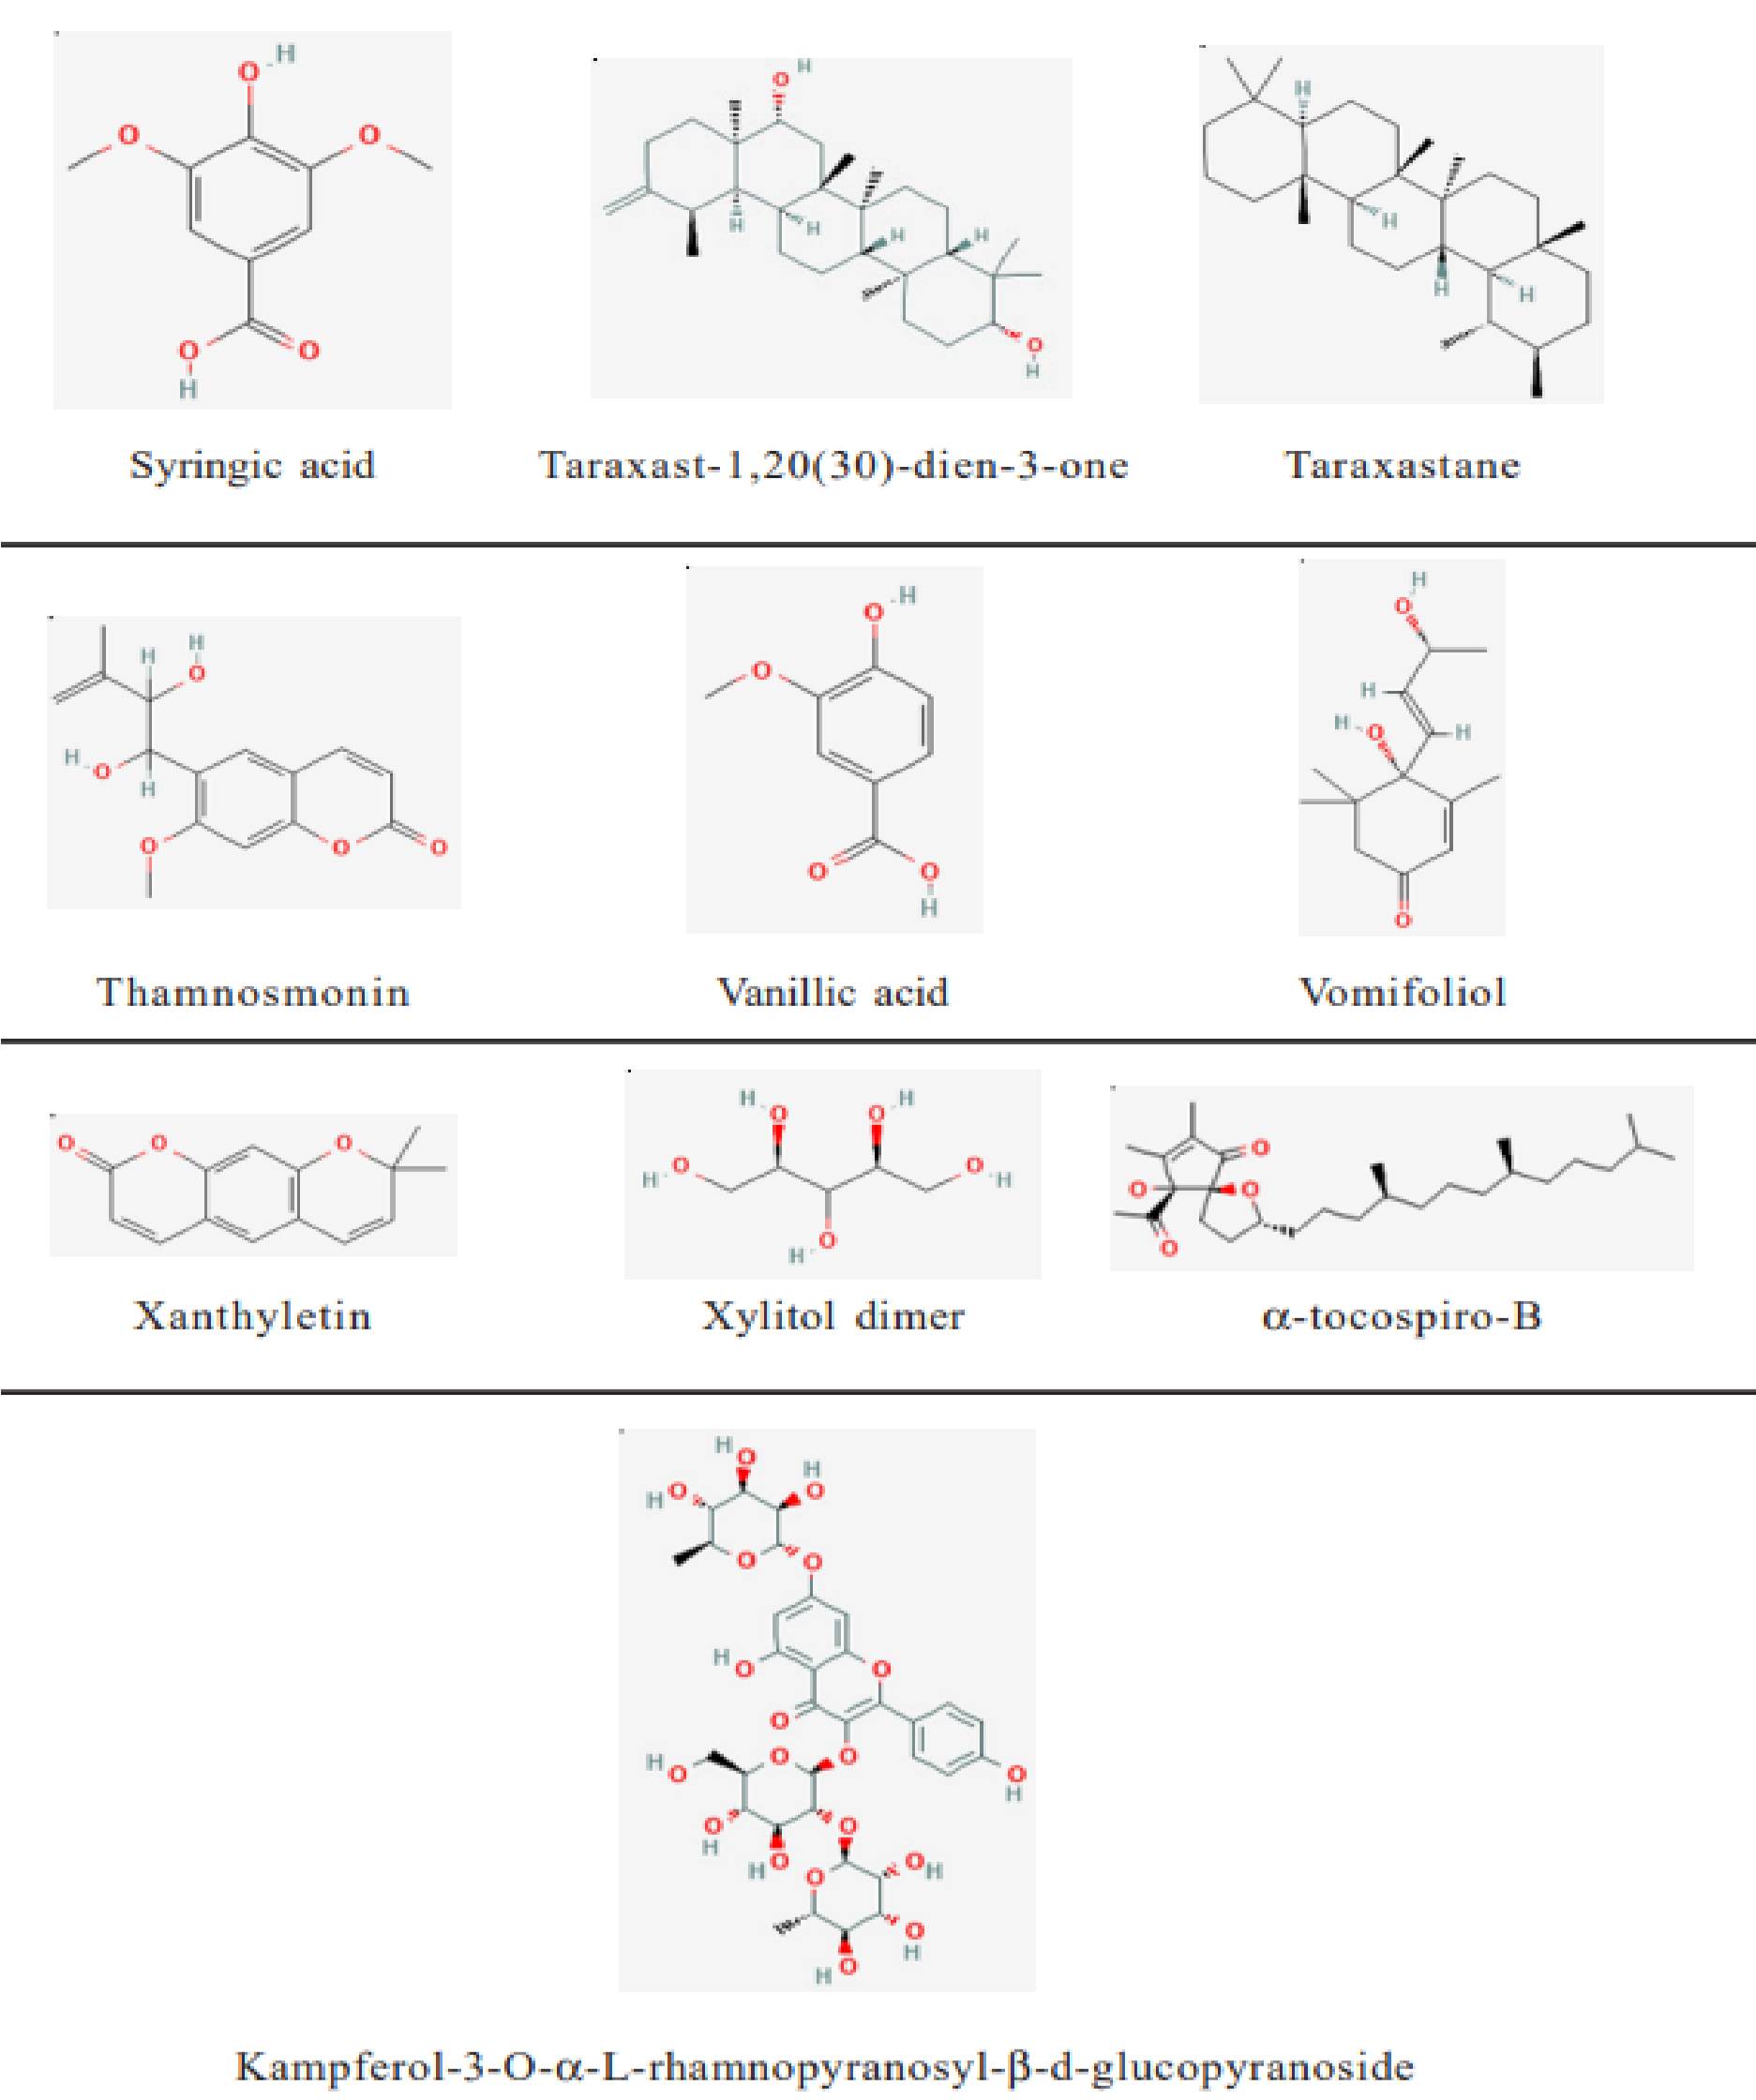 Syringic acid
Taraxast-1,20(30)-dien-3-one
Taraxastane
Thamnosmonin
Vanillic acid
Vomifoliol
Xanthyletin
Xylitol dimer
α-tocospiro-B
Kampferol-3-O-α-L-rhamnopyranosyl-β-d-glucopyranoside